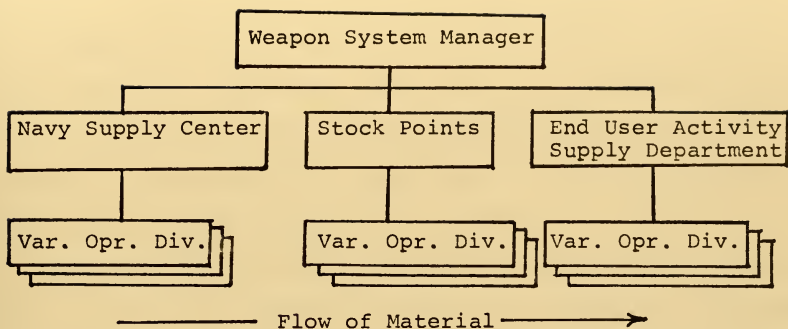 Weapon System Manager
Navy Supply Center
Stock Points
End User Activity
Supply Department
Var. Opr. Div.
Var. Opr. Div.
Var. Opr. Div.
Flow of Material